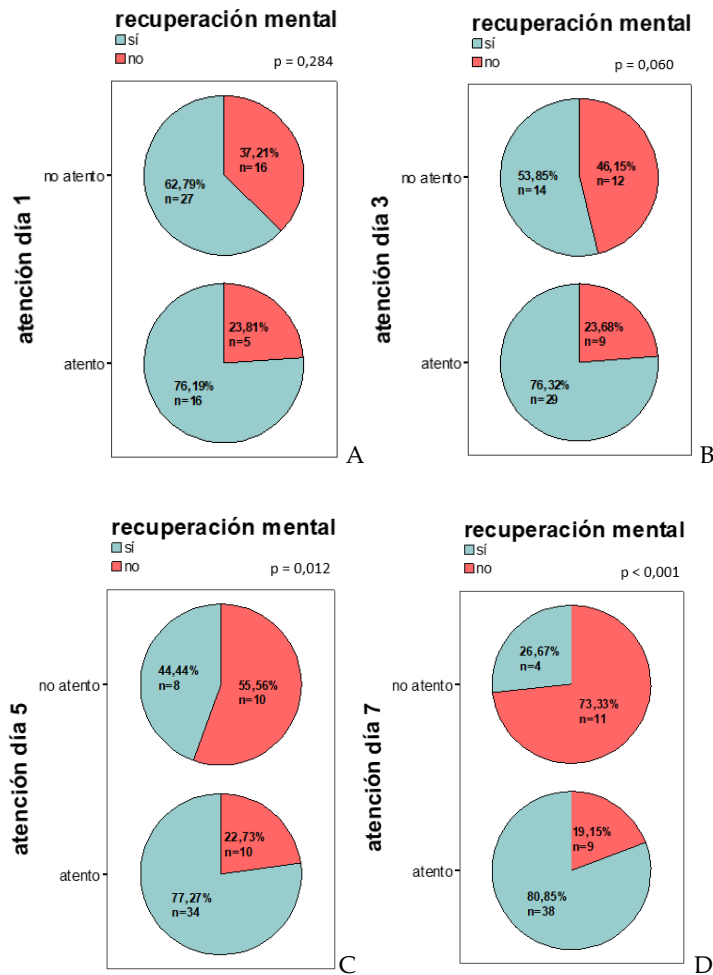 recuperación mental
sí
no
p = 0,284
atención día 1
no atento
37,21%
n=16
62,79%
n=27
atento
23,81%
n=5
76,19%
n=16
A
recuperación mental
sí
no
p = 0,060
atención día 3
no atento
46,15%
n=12
53,85%
n=14
atento
23,68%
n=9
76,32%
n=29
B
recuperación mental
sí
no
p = 0,012
atención día 5
no atento
44,44%
n=8
55,56%
n=10
atento
22,73%
n=10
77,27%
n=34
C
recuperación mental
sí
no
p < 0,001
atención día 7
no atento
26,67%
n=4
73,33%
n=11
atento
19,15%
n=9
80,85%
n=38
D